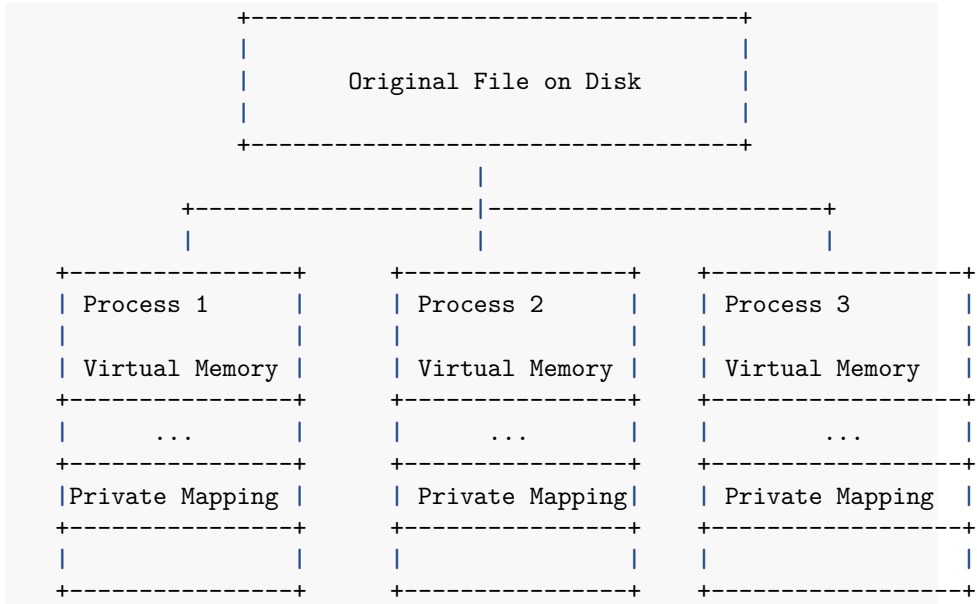 +-----------------------------------+
|                                   |
|       Original File on Disk       |
|                                   |
+-----------------------------------+
|
+--------------------|------------------------+
|                    |                        |
+----------------+ +----------------+ +------------------+
| Process 1      | | Process 2      | | Process 3        |
|                | |                | |                  |
| Virtual Memory | | Virtual Memory | | Virtual Memory   |
+----------------+ +----------------+ +------------------+
|      ...       | |      ...       | |        ...       |
+----------------+ +----------------+ +------------------+
|Private Mapping | | Private Mapping| | Private Mapping  |
+----------------+ +----------------+ +------------------+
|                | |                | |                  |
+----------------+ +----------------+ +------------------+